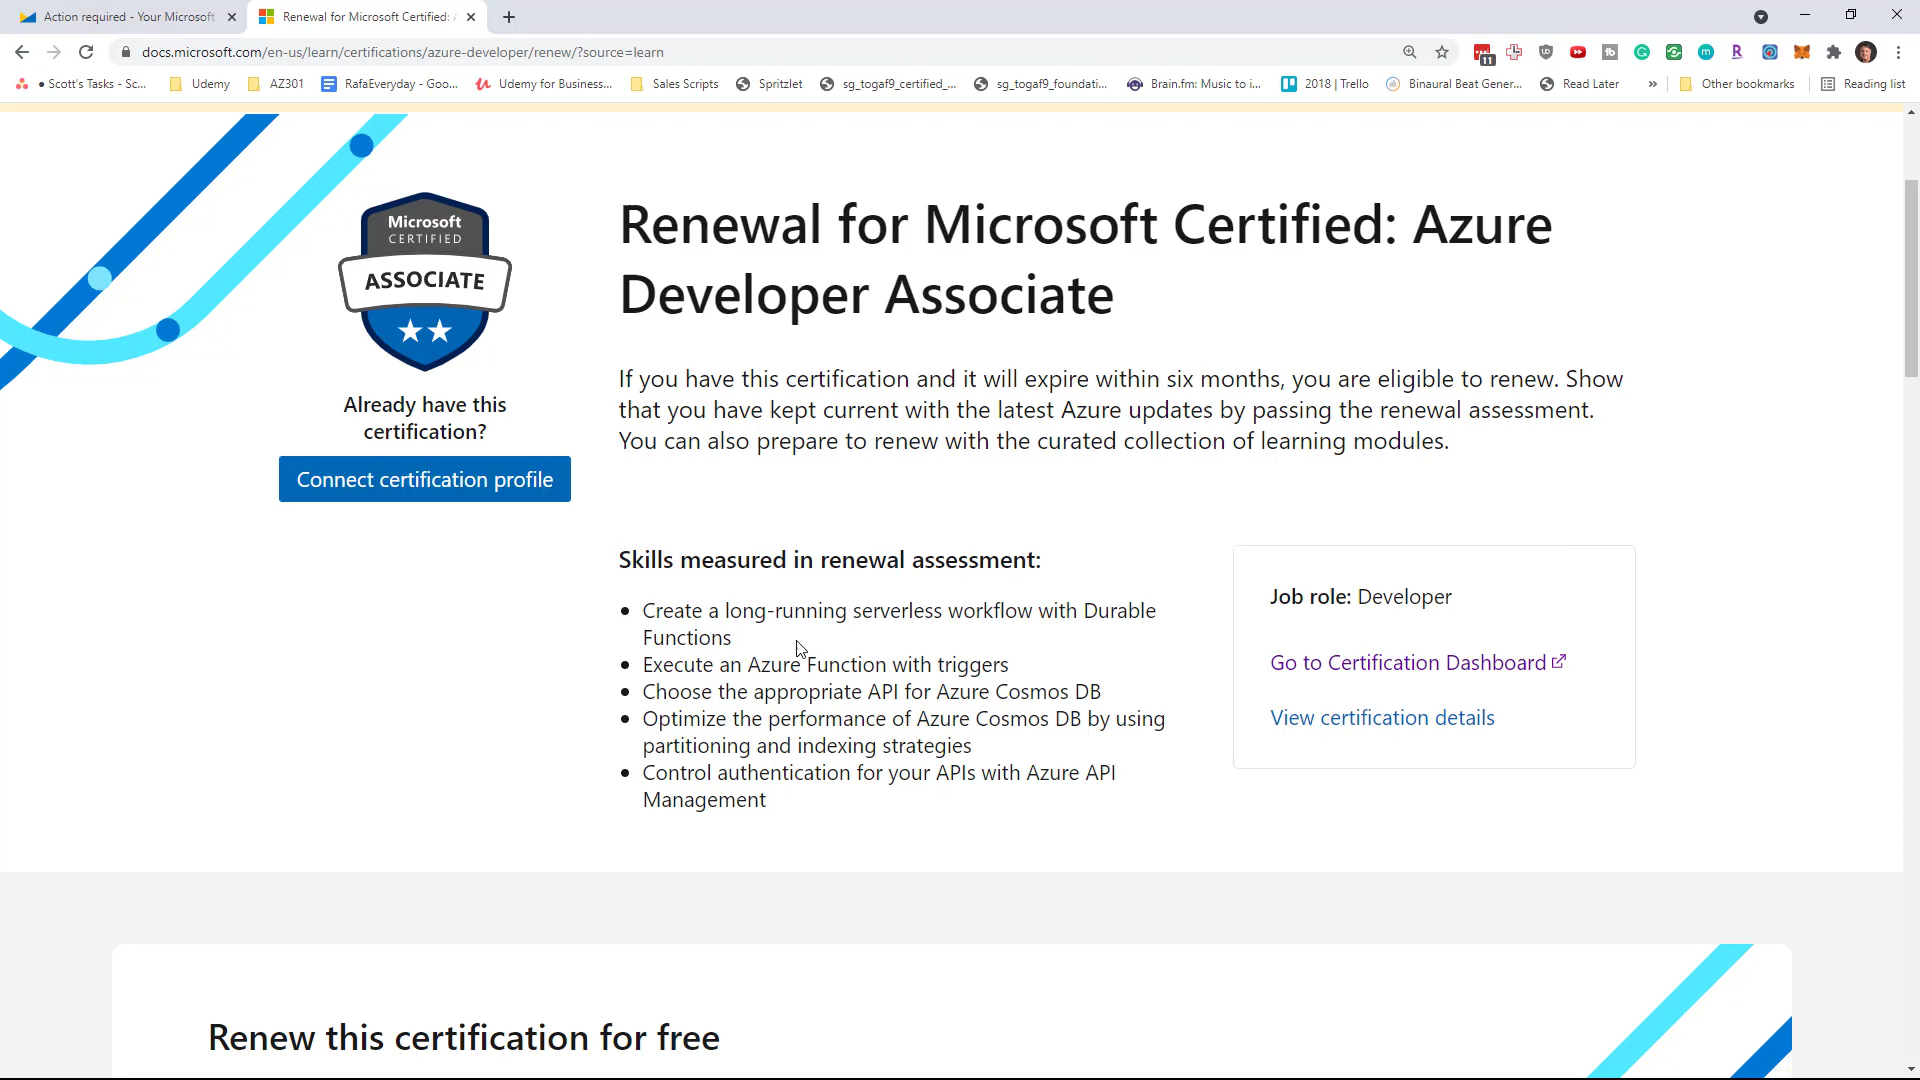 Action required - Your Microsoft
Renewal for Microsoft Certified:
docs.microsoft.com/en-us/learn/certifications/azure-developer/renew/?source=learn
11
• Scott's Tasks - Sc...
Udemy
AZ301
RafaEveryday - Goo...
Udemy for Business...
Sales Scripts
Spritzlet
sg_togaf9_certified_...
sg_togaf9_foundati...
Brain.fm: Music to i...
2018 | Trello
Binaural Beat Gener...
Read Later
»
Other bookmarks
Reading list
Microsoft
CERTIFIED
ASSOCIATE
Already have this
certification?
Connect certification profile
Renewal for Microsoft Certified: Azure
Developer Associate
If you have this certification and it will expire within six months, you are eligible to renew. Show
that you have kept current with the latest Azure updates by passing the renewal assessment.
You can also prepare to renew with the curated collection of learning modules.
Skills measured in renewal assessment:
• Create a long-running serverless workflow with Durable
Functions
• Execute an Azure Function with triggers
• Choose the appropriate API for Azure Cosmos DB
• Optimize the performance of Azure Cosmos DB by using
partitioning and indexing strategies
• Control authentication for your APIs with Azure API
Management
Job role: Developer
Go to Certification Dashboard
View certification details
Renew this certification for free